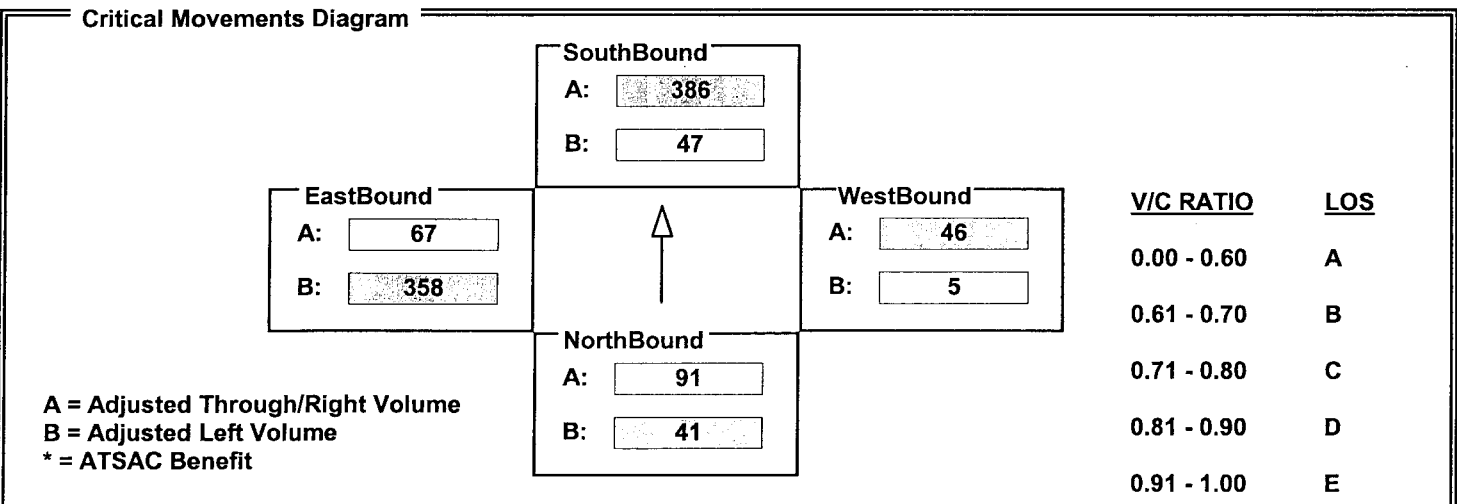 Critical Movements Diagram
SouthBound
A: 386
B: 47
EastBound
A: 67
B: 358
WestBound
A: 46
B: 5
NorthBound
A: 91
B: 41
A = Adjusted Through/Right Volume
B = Adjusted Left Volume
* = ATSAC Benefit
V/C RATIO LOS
0.00 - 0.60 A
0.61 - 0.70 B
0.71 - 0.80 C
0.81 - 0.90 D
0.91 - 1.00 E